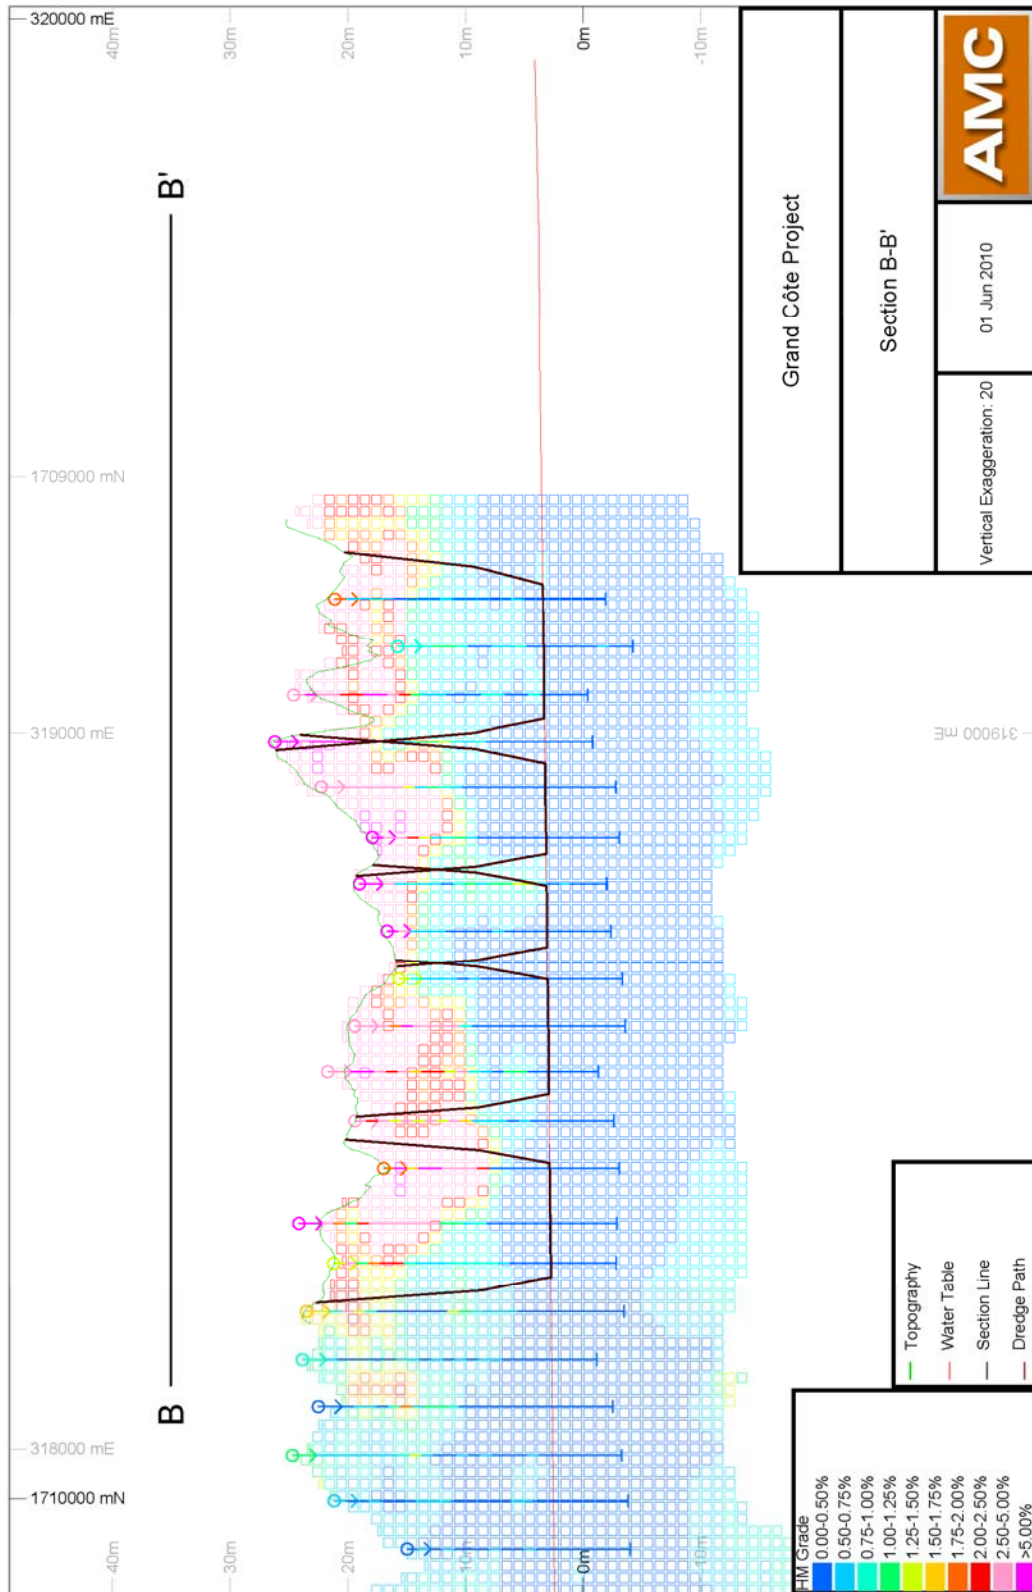 320000 mE
1709000 mN
319000 mE
318000 mE
1710000 mN
40m
30m
20m
10m
0m
-10m
B
B'
319000 mE
40m
30m
20m
10m
0m
-10m
Grand Côte Project
Section B-B'
Vertical Exaggeration: 20
01 Jun 2010
AMC
Topography
Water Table
Section Line
Dredge Path
HM Grade
0.00-0.50%
0.50-0.75%
0.75-1.00%
1.00-1.25%
1.25-1.50%
1.50-1.75%
1.75-2.00%
2.00-2.50%
2.50-5.00%
>5.00%